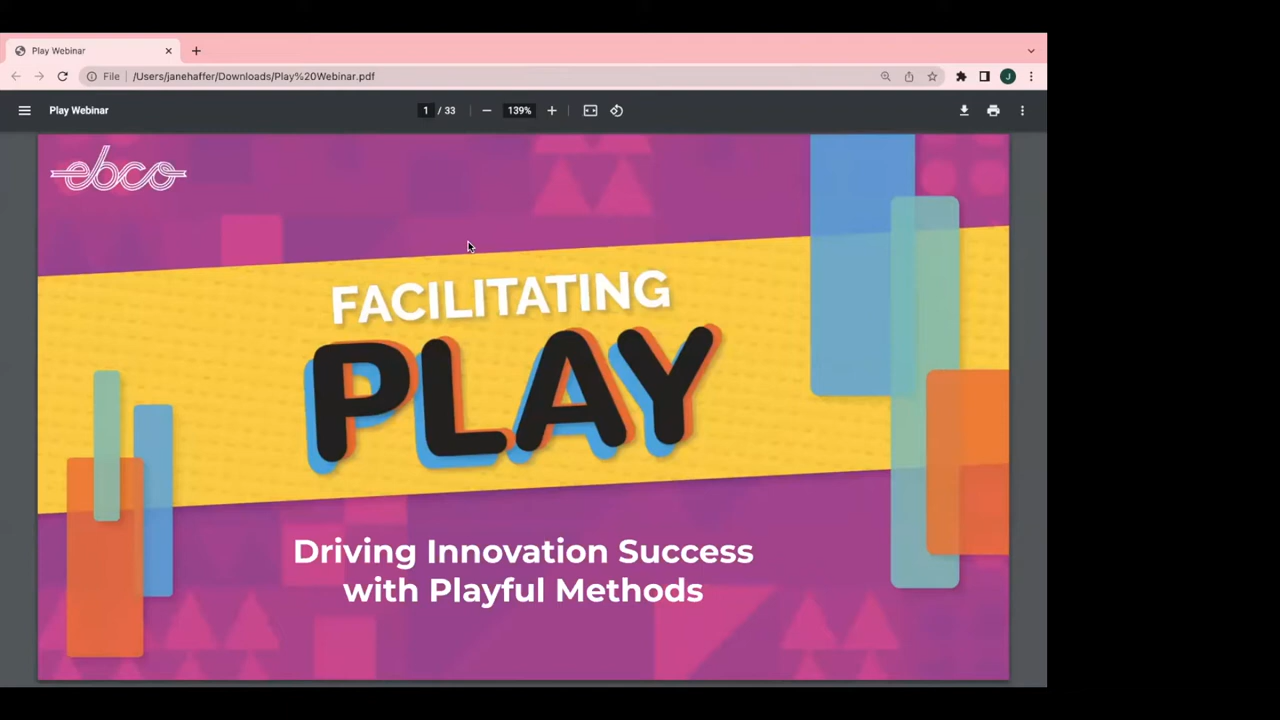 Play Webinar
File
/Users/janehaffer/Downloads/Play%20Webinar.pdf
J
Play Webinar
1 / 33
139%
ebco
FACILITATING
PLAY
Driving Innovation Success
with Playful Methods